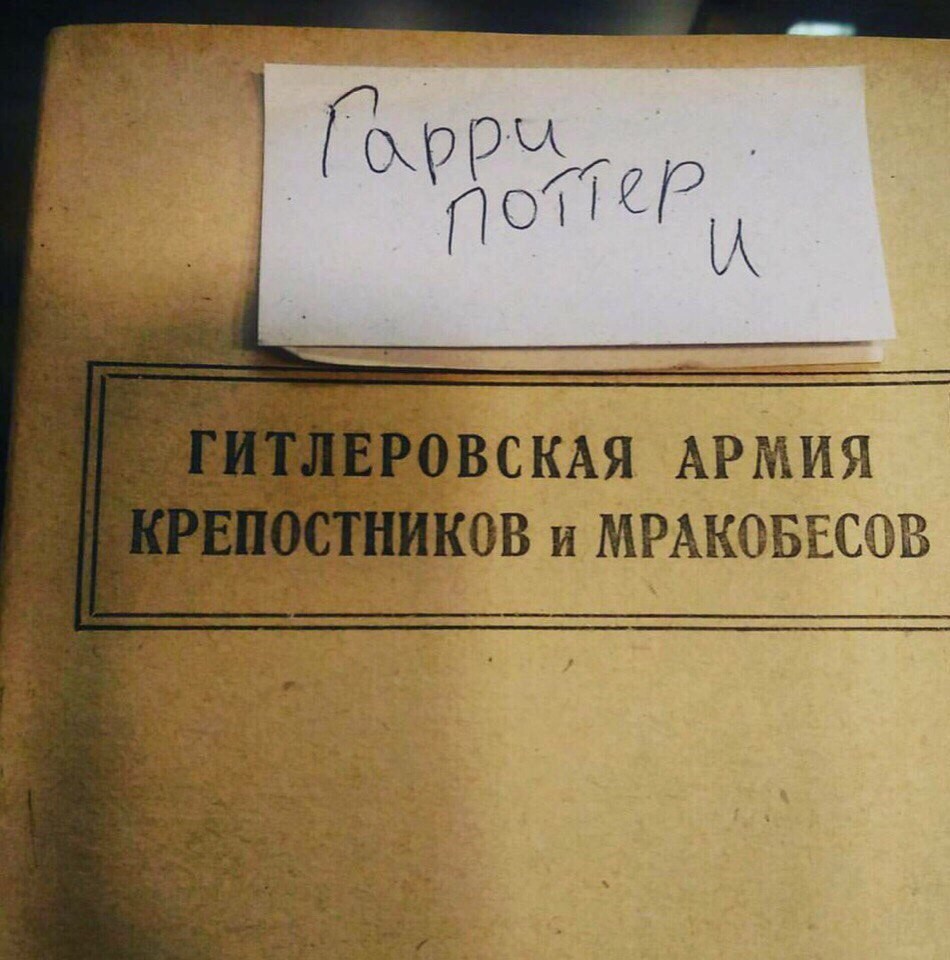 Гарри
поттер
и
ГИТЛЕРОВСКАЯ АРМИЯ
КРЕПОСТНИКОВ и МРАКОБЕСОВ